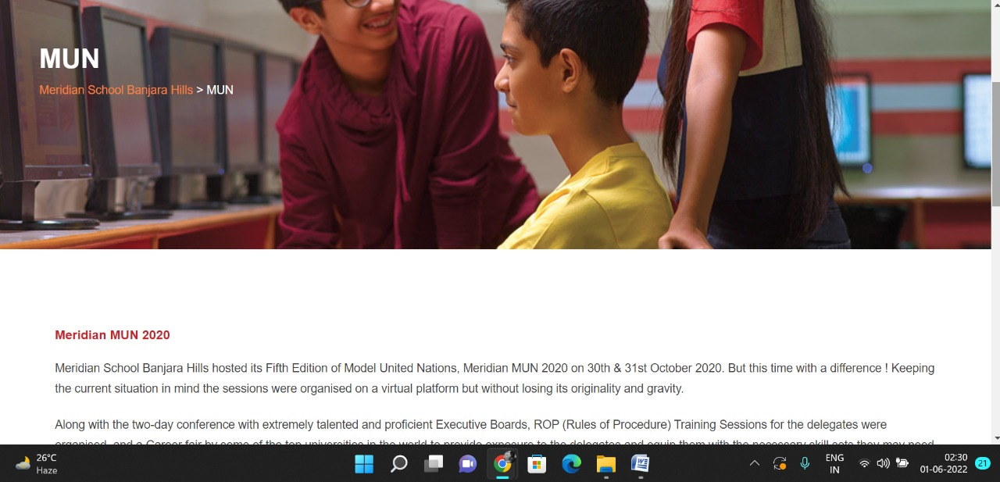 MUN
Meridian School Banjara Hills > MUN
Meridian MUN 2020
Meridian School Banjara Hills hosted its Fifth Edition of Model United Nations, Meridian MUN 2020 on 30th & 31st October 2020. But this time with a difference ! Keeping
the current situation in mind the sessions were organised on a virtual platform but without losing its originality and gravity.
Along with the two-day conference with extremely talented and proficient Executive Boards, ROP (Rules of Procedure) Training Sessions for the delegates were
organised, and a Career fair by some of the top universities in the world to provide exposure to the delegates and equip them with the necessary skill sets they may need
26°C
Haze
ENG
IN
02:30
01-06-2022
21